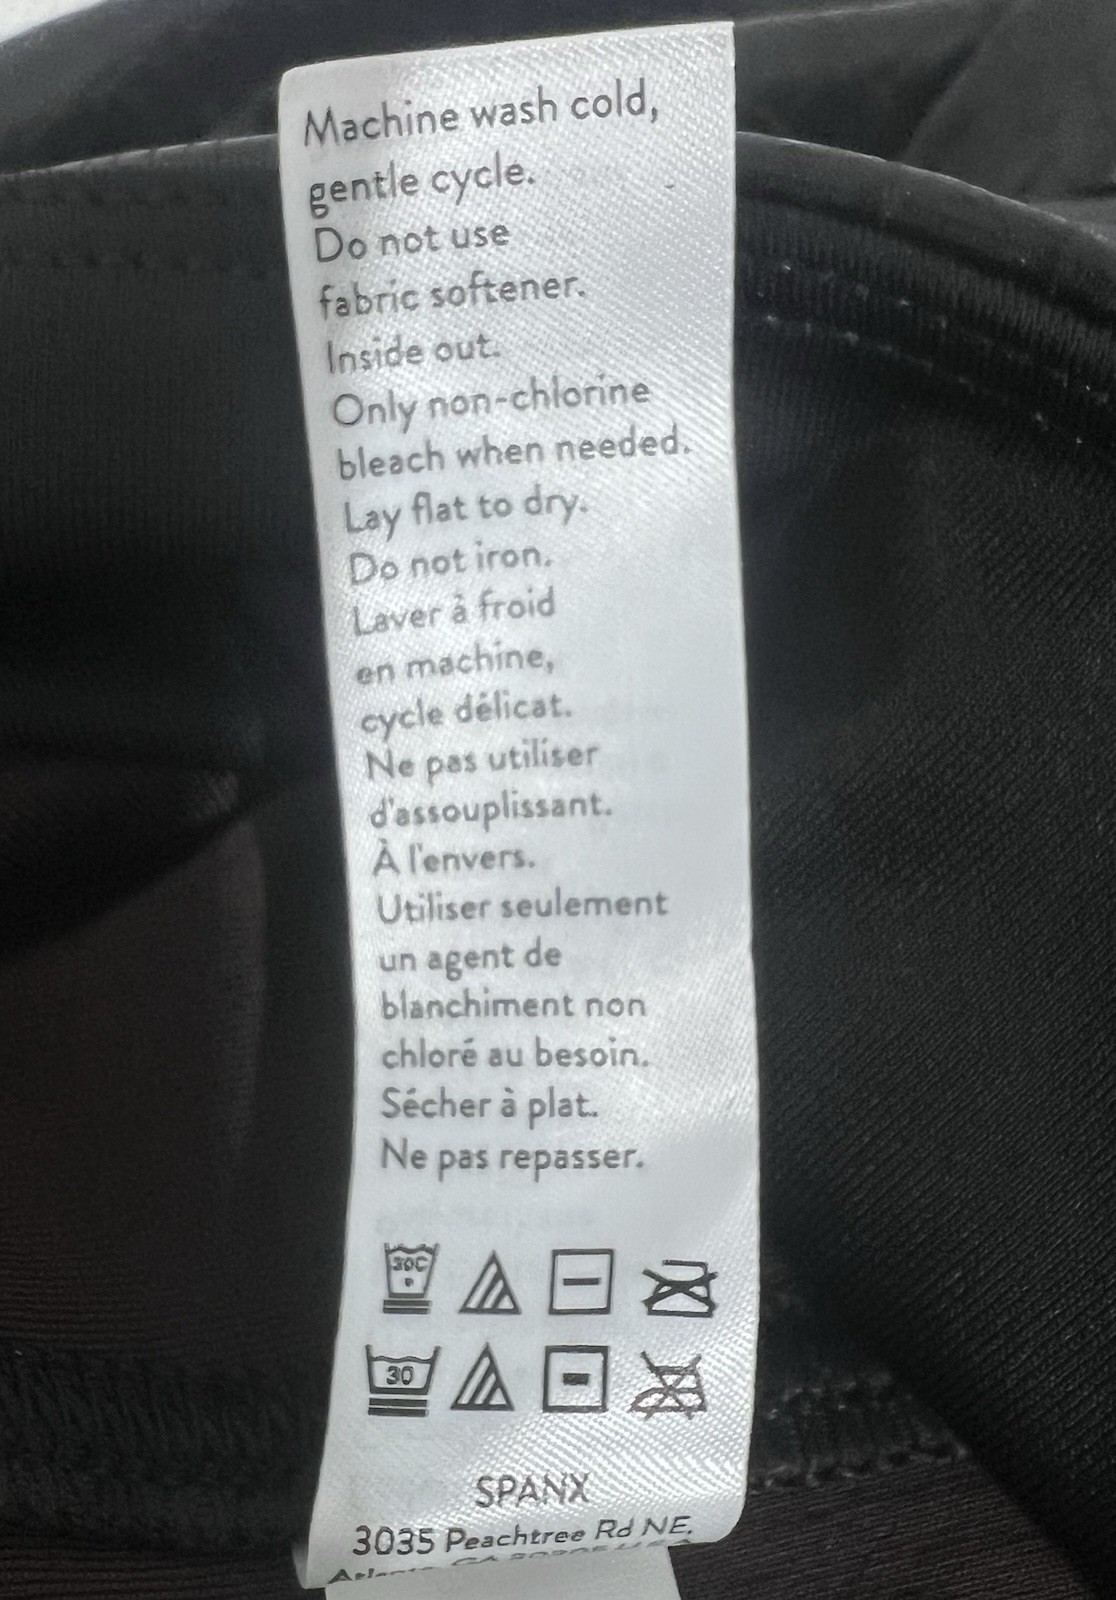 Machine wash cold,
gentle cycle.
Do not use
fabric softener.
Inside out.
Only non-chlorine
bleach when needed.
Lay flat to dry.
Do not iron.
Laver à froid
en machine,
cycle délicat.
Ne pas utiliser
d'assouplissant.
À l'envers.
Utiliser seulement
un agent de
blanchiment non
chloré au besoin.
Sécher à plat.
Ne pas repasser.
30C
30
SPANX
3035 Peachtree Rd NE,